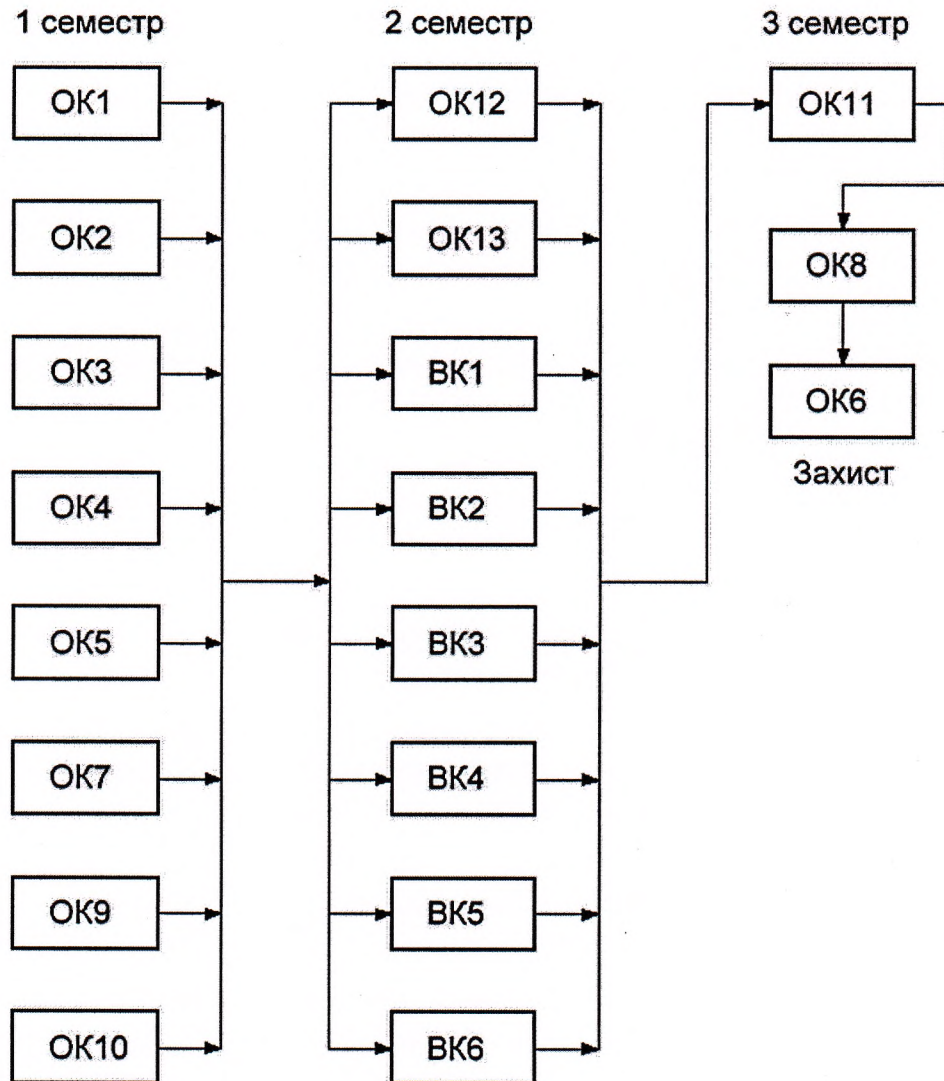 1 семестр
ОК1
ОК2
ОК3
ОК4
ОК5
ОК7
ОК9
ОК10
2 семестр
ОК12
ОК13
ВК1
ВК2
ВК3
ВК4
ВК5
ВК6
3 семестр
ОК11
ОК8
ОК6
Захист